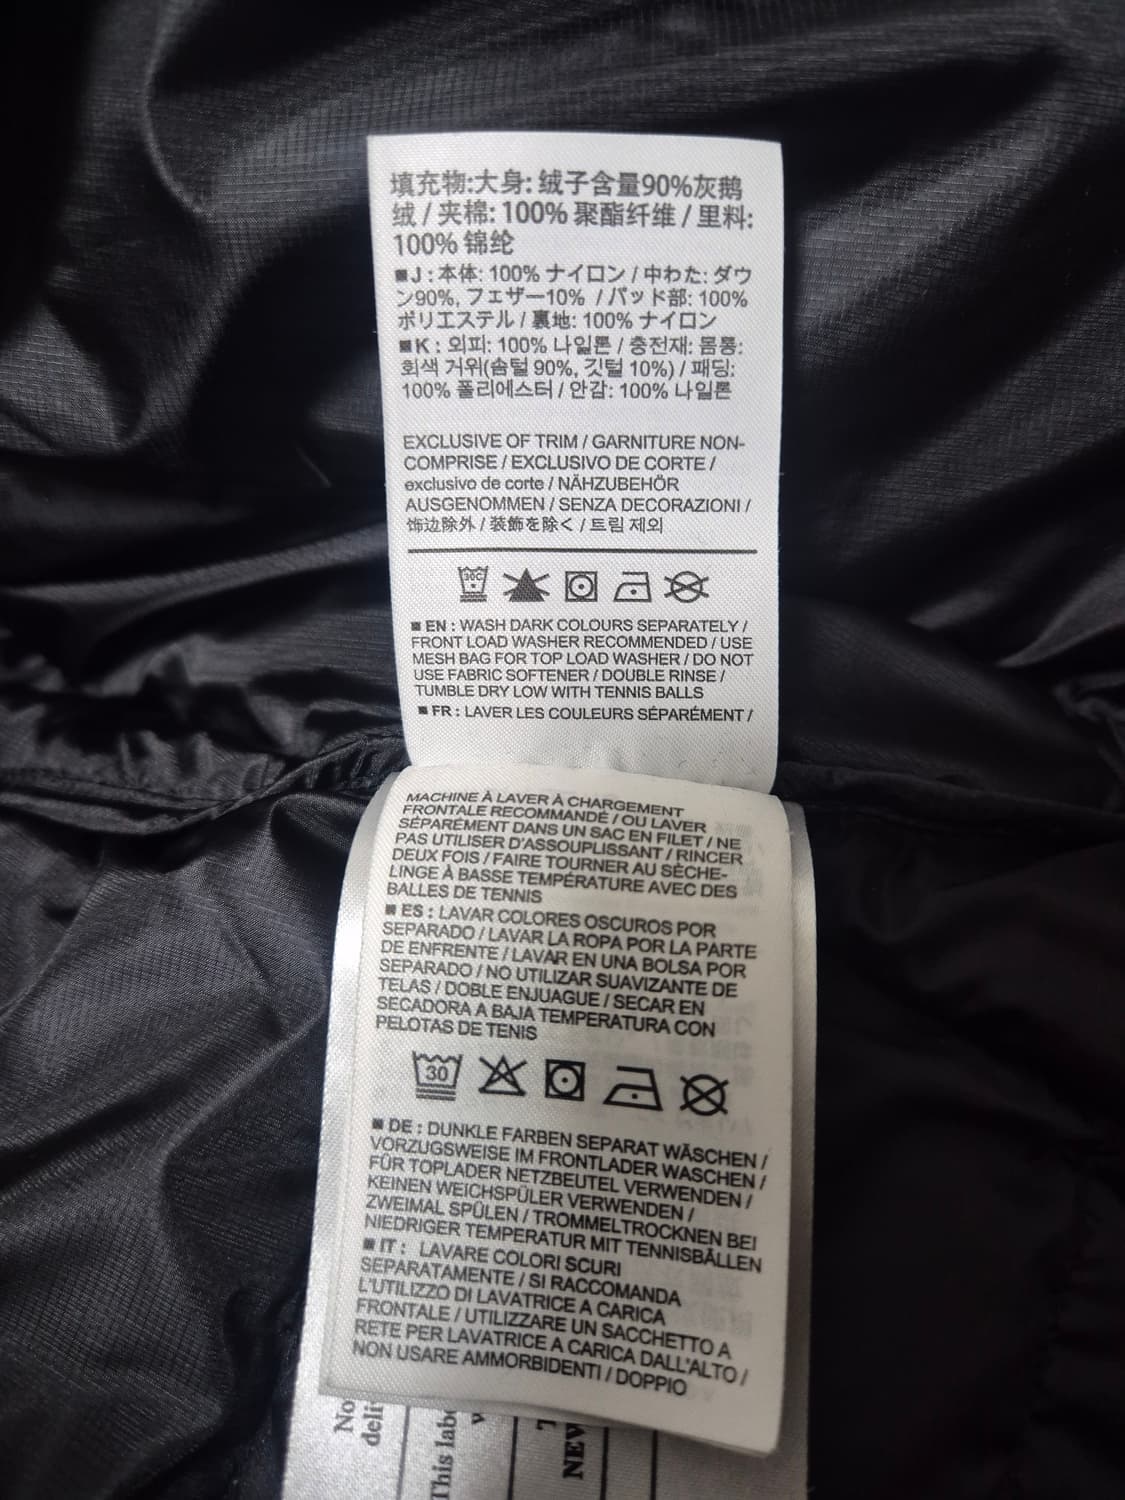 填充物:大身: 绒子含量90%灰鹅
绒 / 夹棉: 100% 聚酯纤维 / 里料:
100% 锦纶
■J : 本体: 100% ナイロン / 中わた: ダウ
ン90%, フェザー10% / パッド部: 100%
ポリエステル / 裏地: 100% ナイロン
■K : 외피: 100% 나일론 / 충전재: 몸통:
회색 거위(솜털 90%, 깃털 10%) / 패딩:
100% 폴리에스터 / 안감: 100% 나일론
EXCLUSIVE OF TRIM / GARNITURE NON-
COMPRISE / EXCLUSIVO DE CORTE /
exclusivo de corte / NÄHZUBEHÖR
AUSGENOMMEN / SENZA DECORAZIONI /
饰边除外 / 装飾を除く / 트림 제외
30C
■ EN : WASH DARK COLOURS SEPARATELY /
FRONT LOAD WASHER RECOMMENDED / USE
MESH BAG FOR TOP LOAD WASHER / DO NOT
USE FABRIC SOFTENER / DOUBLE RINSE /
TUMBLE DRY LOW WITH TENNIS BALLS
■ FR : LAVER LES COULEURS SÉPARÉMENT /
MACHINE À LAVER À CHARGEMENT
FRONTALE RECOMMANDÉ / OU LAVER
SÉPARÉMENT DANS UN SAC EN FILET / NE
PAS UTILISER D'ASSOUPLISSANT / RINCER
DEUX FOIS / FAIRE TOURNER AU SÈCHE-
LINGE À BASSE TEMPÉRATURE AVEC DES
BALLES DE TENNIS
■ ES : LAVAR COLORES OSCUROS POR
SEPARADO / LAVAR LA ROPA POR LA PARTE
DE ENFRENTE / LAVAR EN UNA BOLSA POR
SEPARADO / NO UTILIZAR SUAVIZANTE DE
TELAS / DOBLE ENJUAGUE / SECAR EN
SECADORA A BAJA TEMPERATURA CON
PELOTAS DE TENIS
30
■ DE : DUNKLE FARBEN SEPARAT WÄSCHEN /
VORZUGSWEISE IM FRONTLADER WASCHEN /
FÜR TOPLADER NETZBEUTEL VERWENDEN /
KEINEN WEICHSPÜLER VERWENDEN /
ZWEIMAL SPÜLEN / TROMMELTROCKNEN BEI
NIEDRIGER TEMPERATUR MIT TENNISBÄLLEN
■ IT : LAVARE COLORI SCURI
SEPARATAMENTE / SI RACCOMANDA
L'UTILIZZO DI LAVATRICE A CARICA
FRONTALE / UTILIZZARE UN SACCHETTO A
RETE PER LAVATRICE A CARICA DALL'ALTO /
NON USARE AMMORBIDENTI / DOPPIO
No
deli
This labe
NEW